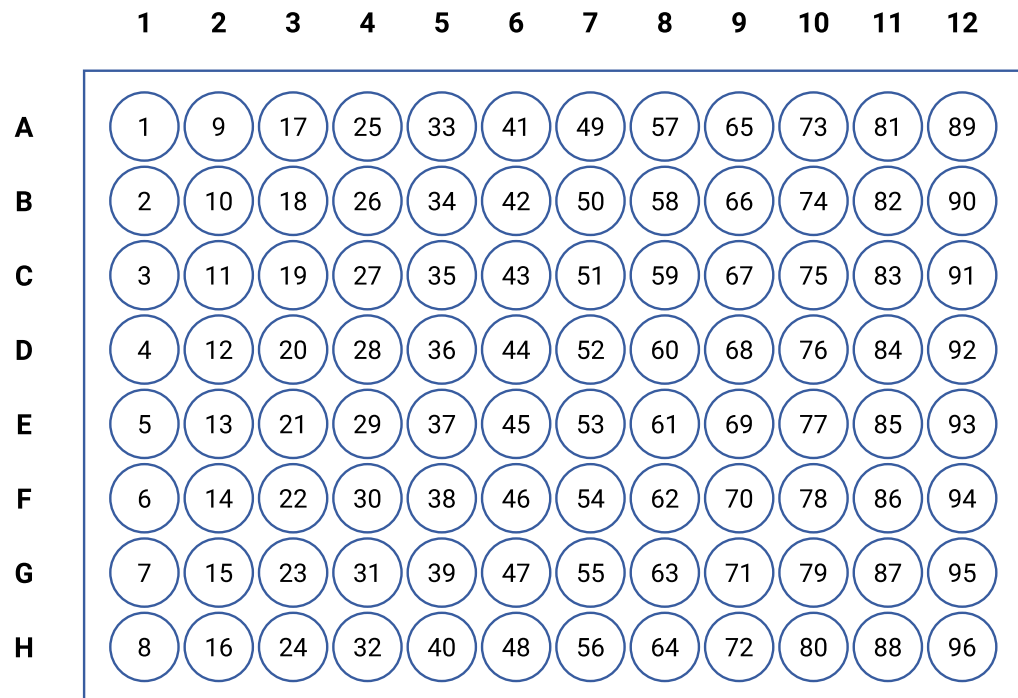 1 2 3 4 5 6 7 8 9 10 11 12
A 1 9 17 25 33 41 49 57 65 73 81 89
B 2 10 18 26 34 42 50 58 66 74 82 90
C 3 11 19 27 35 43 51 59 67 75 83 91
D 4 12 20 28 36 44 52 60 68 76 84 92
E 5 13 21 29 37 45 53 61 69 77 85 93
F 6 14 22 30 38 46 54 62 70 78 86 94
G 7 15 23 31 39 47 55 63 71 79 87 95
H 8 16 24 32 40 48 56 64 72 80 88 96